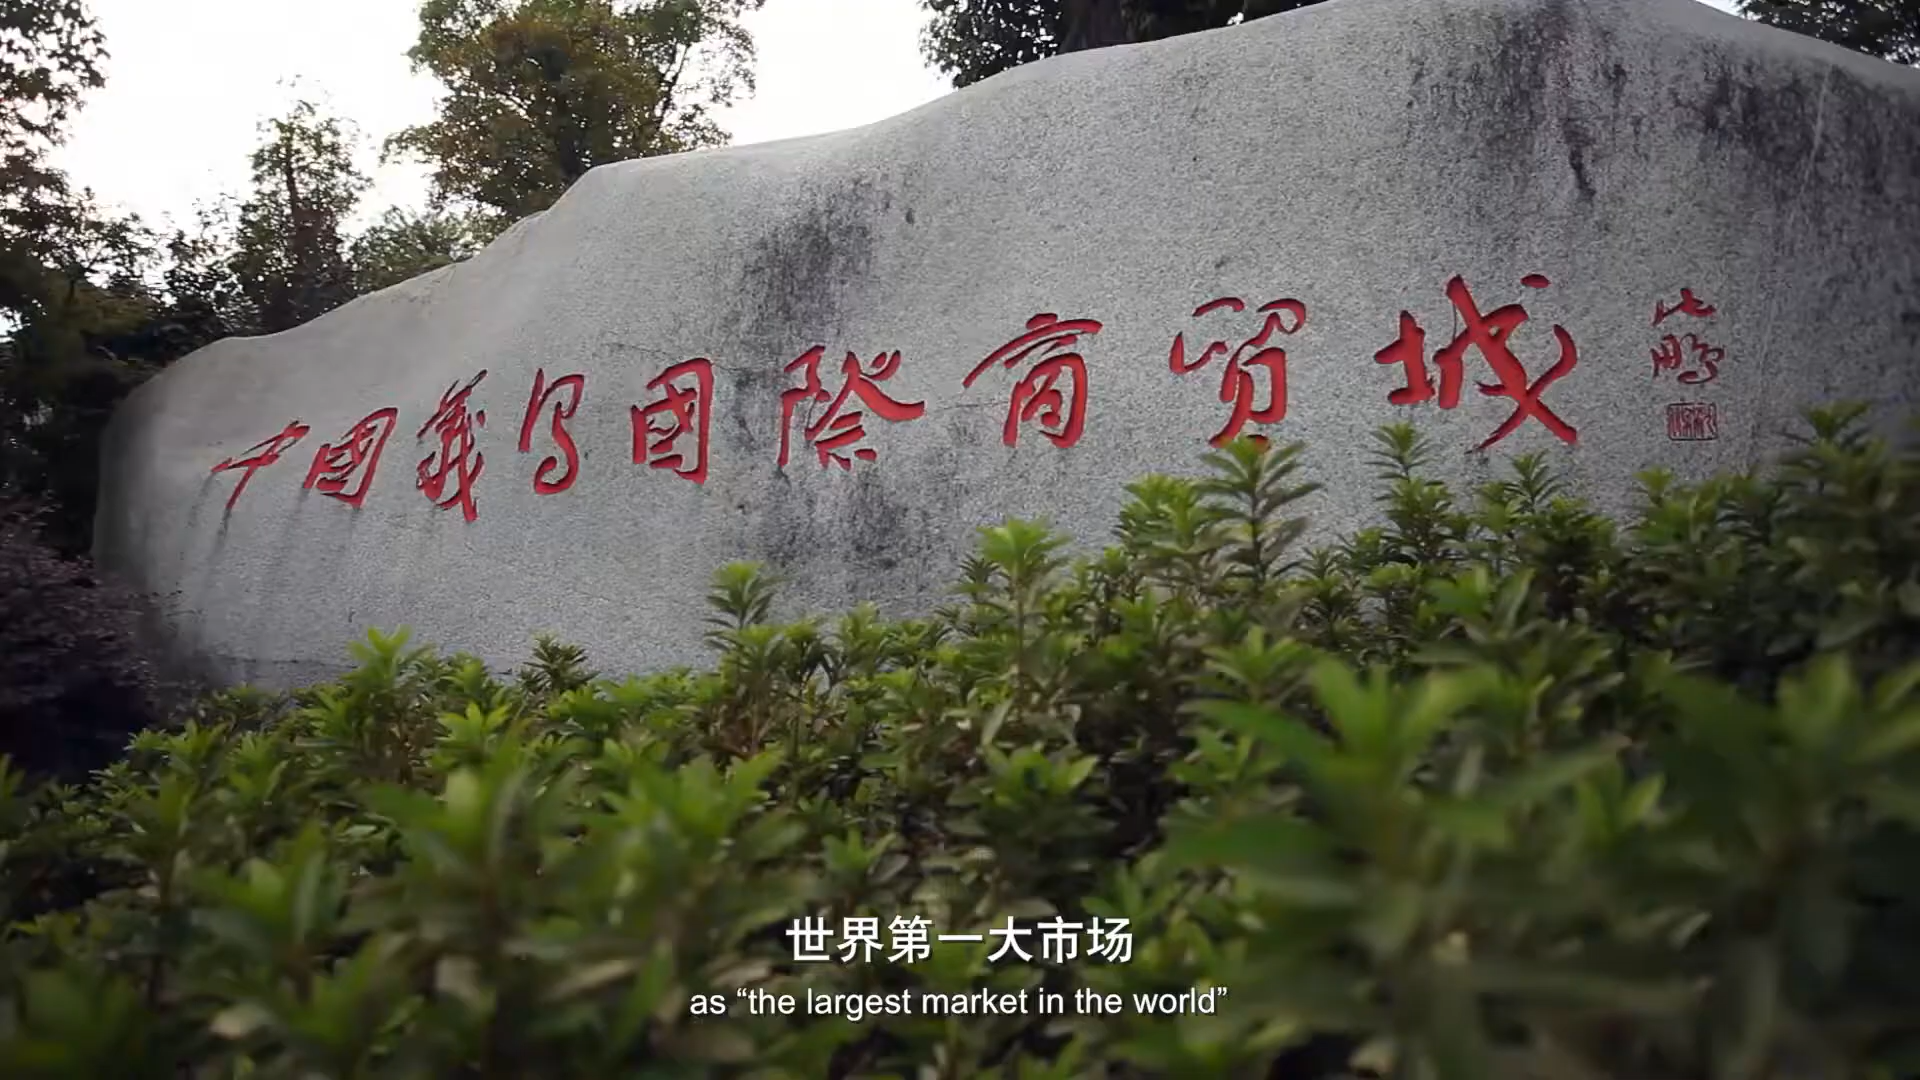 中國義烏國際商贸城
世界第一大市场
as “the largest market in the world”